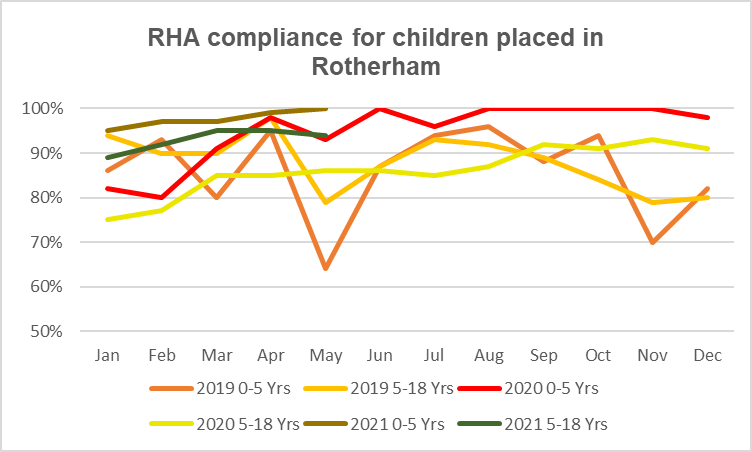 RHA compliance for children placed in
Rotherham
100%
90%
80%
70%
60%
50%
Jan Feb Mar Apr May Jun Jul Aug Sep Oct Nov Dec
2019 0-5 Yrs 2019 5-18 Yrs 2020 0-5 Yrs
2020 5-18 Yrs 2021 0-5 Yrs 2021 5-18 Yrs